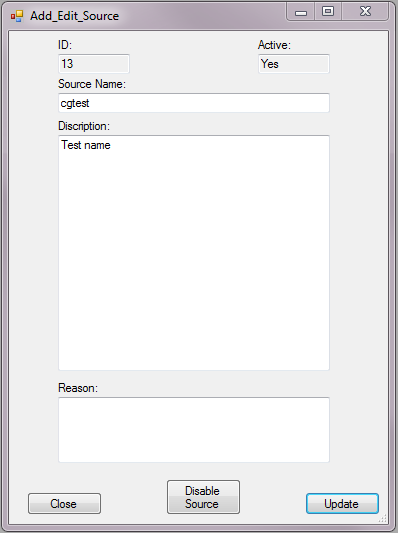 Add_Edit_Source
ID: Active:
13 Yes
Source Name:
cgtest
Discription:
Test name
Reason:
Disable
Source
Close Update